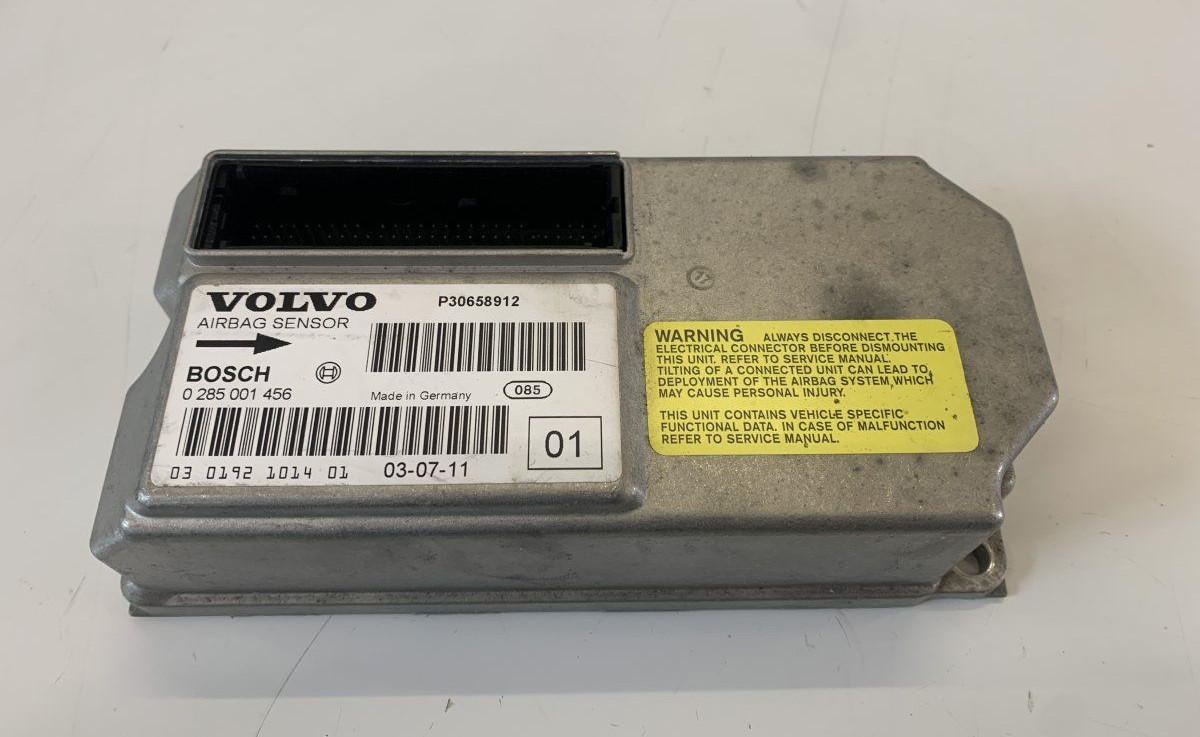 VOLVO
P30658912
AIRBAG SENSOR
BOSCH
0 285 001 456
Made in Germany
085
01
03 0192 1014 01
03-07-11
WARNING ALWAYS DISCONNECT THE
ELECTRICAL CONNECTOR BEFORE DISMOUNTING
THIS UNIT. REFER TO SERVICE MANUAL.
TILTING OF A CONNECTED UNIT CAN LEAD TO
DEPLOYMENT OF THE AIRBAG SYSTEM, WHICH
MAY CAUSE PERSONAL INJURY.
THIS UNIT CONTAINS VEHICLE SPECIFIC
FUNCTIONAL DATA. IN CASE OF MALFUNCTION
REFER TO SERVICE MANUAL.